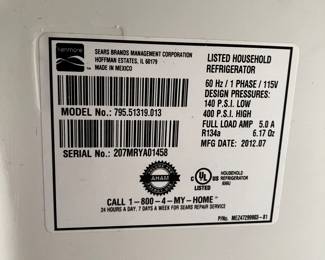 Kenmore
SEARS BRANDS MANAGEMENT CORPORATION
HOFFMAN ESTATES, IL 60179
MADE IN MEXICO
LISTED HOUSEHOLD
REFRIGERATOR
60 Hz / 1 PHASE / 115V
DESIGN PRESSURES:
140 P.S.I. LOW
400 P.S.I. HIGH
FULL LOAD AMP 5.0 A
R134a 6.17 Oz
MFG DATE: 2012.07
MODEL No.: 795.51319.013
SERIAL No.: 207MRYA01458
AHAM
C UL US
LISTED
HOUSEHOLD
REFRIGERATOR
CALL 1-800-4-MY-HOME
24 HOURS A DAY, 7 DAYS A WEEK FOR SEARS REPAIR SERVICE